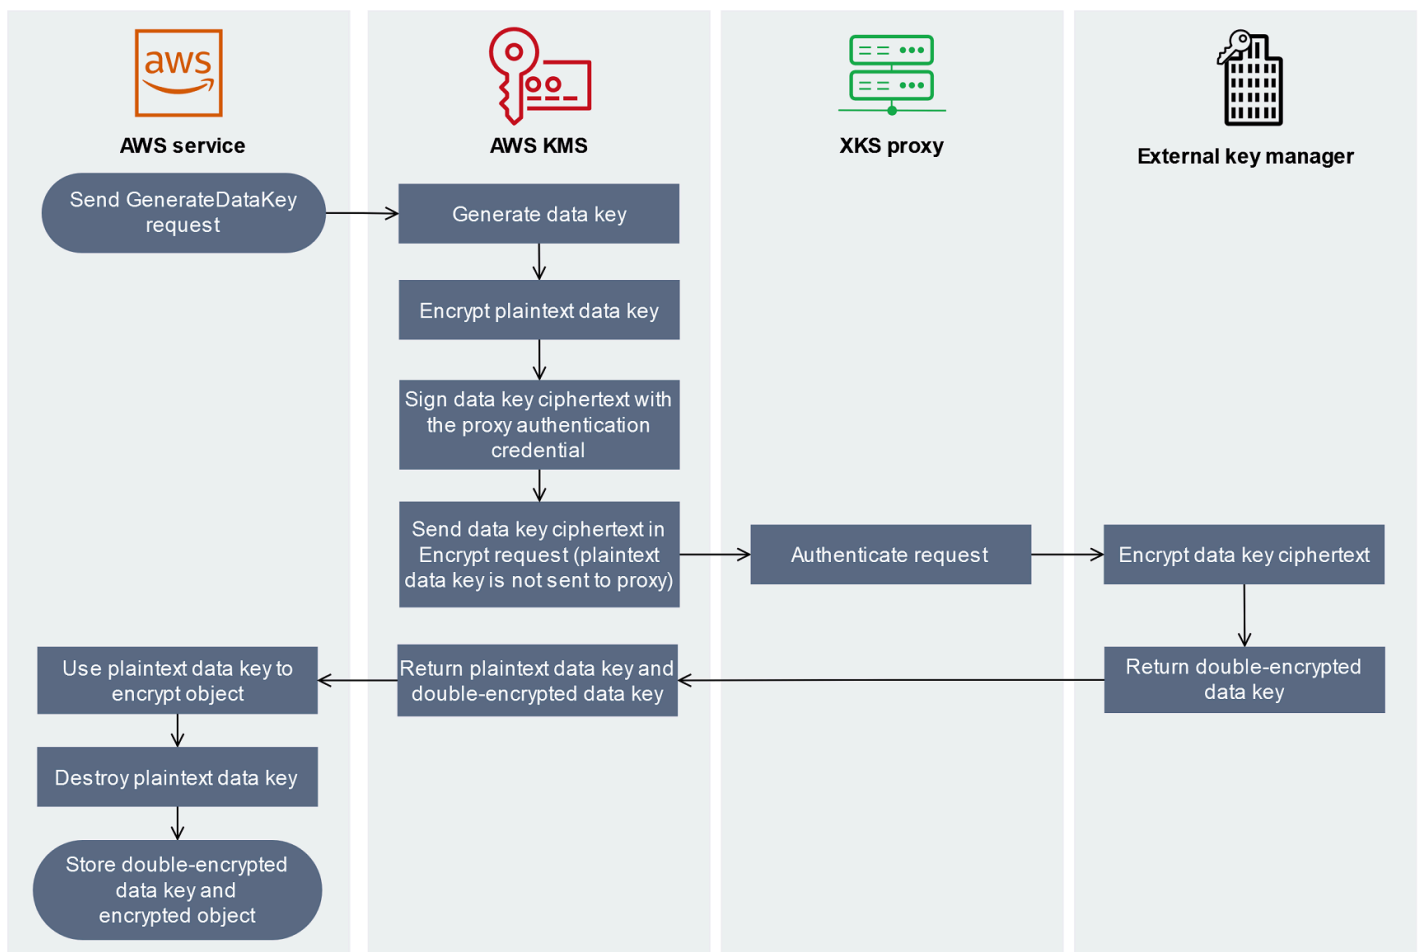 aws
AWS service
AWS KMS
XKS proxy
External key manager
Send GenerateDataKey
request
Generate data key
Encrypt plaintext data key
Sign data key ciphertext with
the proxy authentication
credential
Send data key ciphertext in
Encrypt request (plaintext
data key is not sent to proxy)
Authenticate request
Encrypt data key ciphertext
Return double-encrypted
data key
Return plaintext data key and
double-encrypted data key
Use plaintext data key to
encrypt object
Destroy plaintext data key
Store double-encrypted
data key and
encrypted object